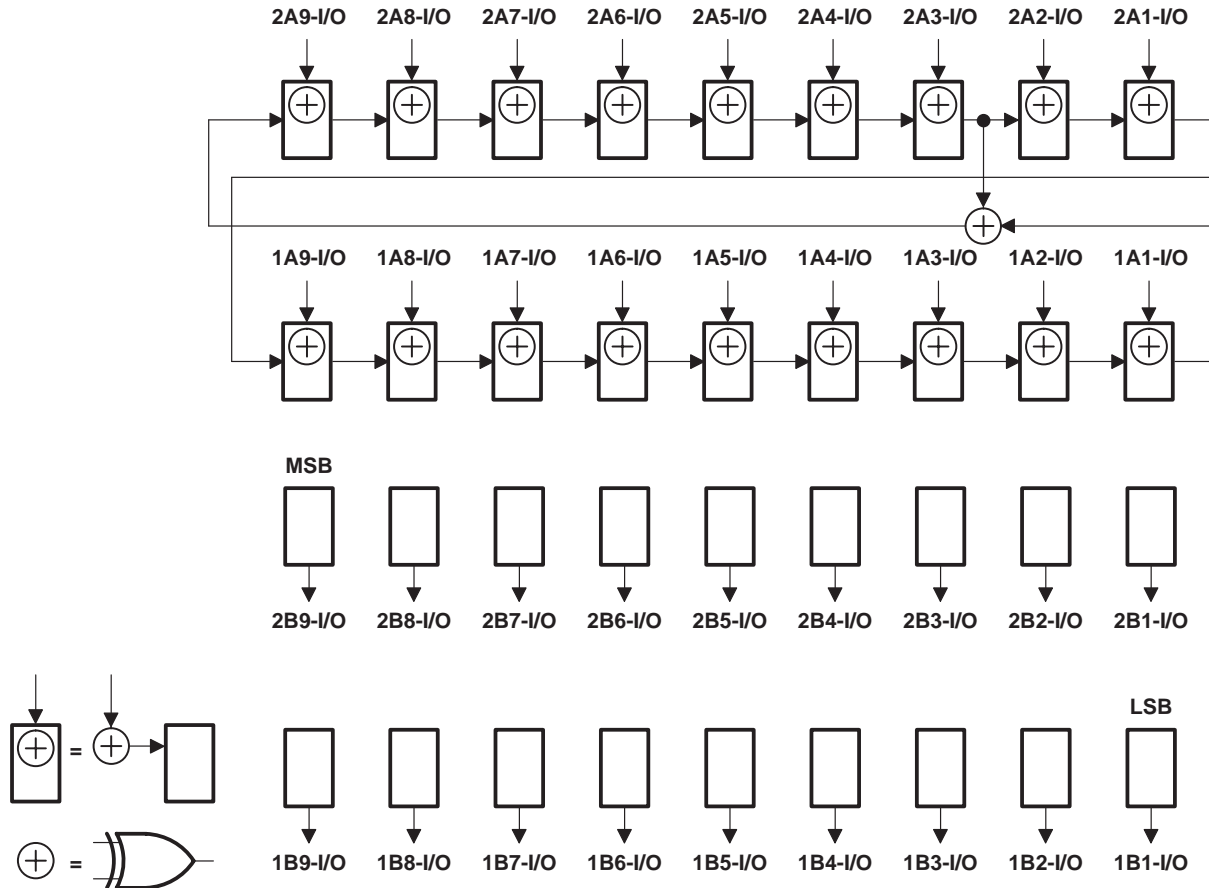 2A9-I/O 2A8-I/O 2A7-I/O 2A6-I/O 2A5-I/O 2A4-I/O 2A3-I/O 2A2-I/O 2A1-I/O
1A9-I/O 1A8-I/O 1A7-I/O 1A6-I/O 1A5-I/O 1A4-I/O 1A3-I/O 1A2-I/O 1A1-I/O
MSB
2B9-I/O 2B8-I/O 2B7-I/O 2B6-I/O 2B5-I/O 2B4-I/O 2B3-I/O 2B2-I/O 2B1-I/O
LSB
=
=
1B9-I/O 1B8-I/O 1B7-I/O 1B6-I/O 1B5-I/O 1B4-I/O 1B3-I/O 1B2-I/O 1B1-I/O